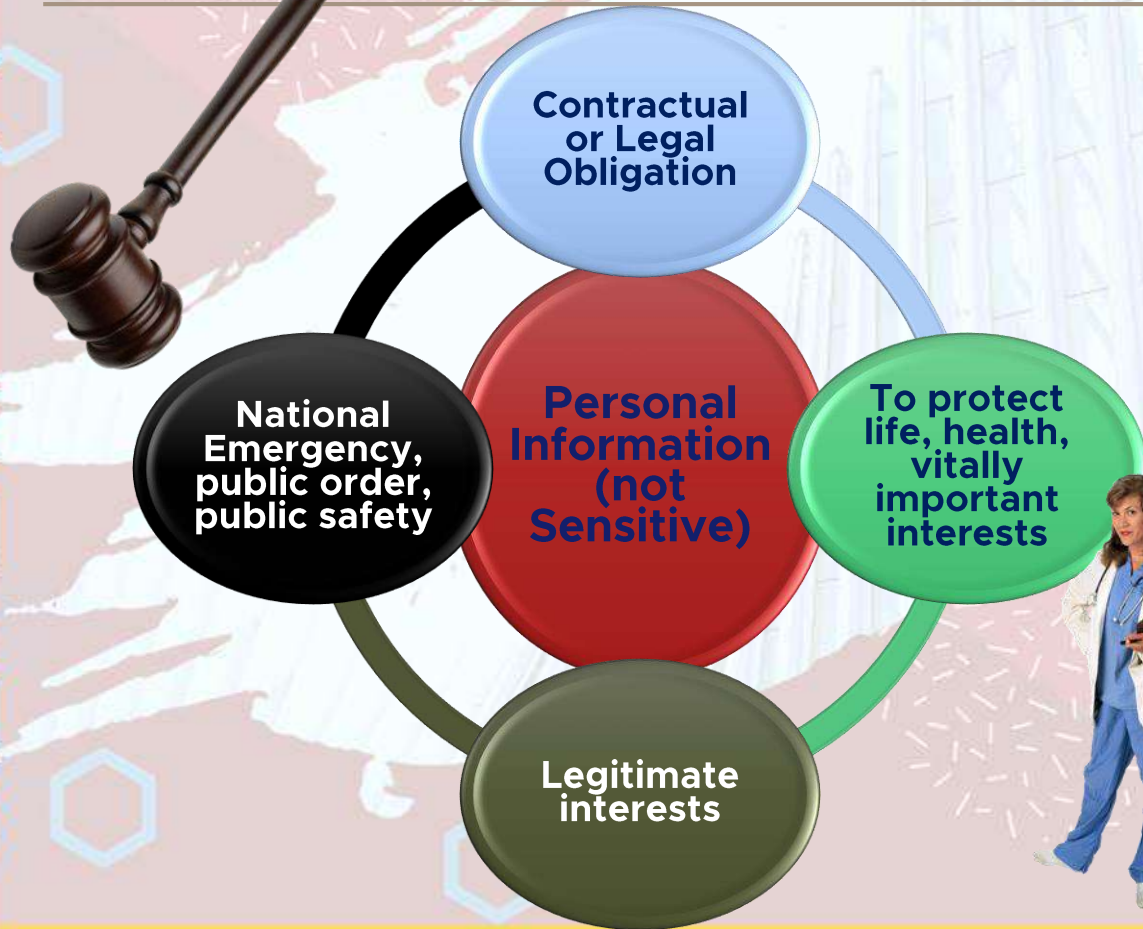 Contractual
or Legal
Obligation
National
Emergency,
public order,
public safety
Personal
Information
(not
Sensitive)
To protect
life, health,
vitally
important
interests
Legitimate
interests